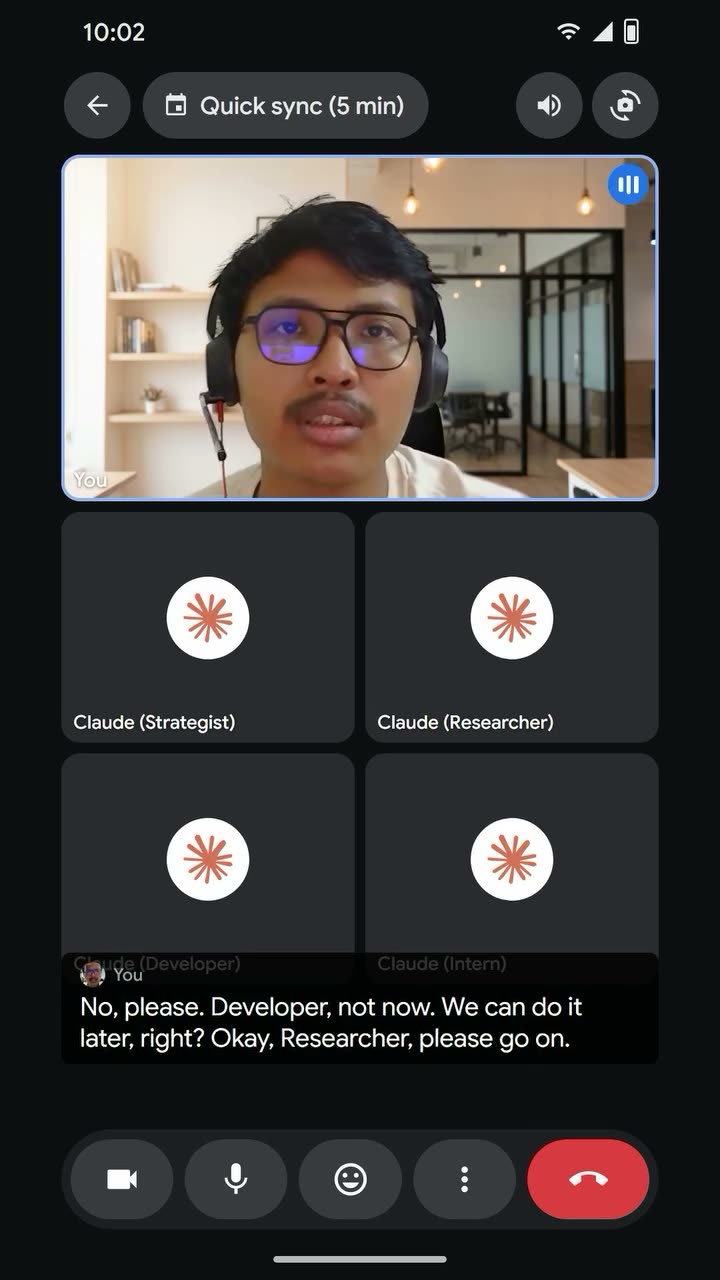 10:02
Quick sync (5 min)
You
Claude (Strategist)
Claude (Researcher)
Claude (Developer)
Claude (Intern)
You
No, please. Developer, not now. We can do it
later, right? Okay, Researcher, please go on.